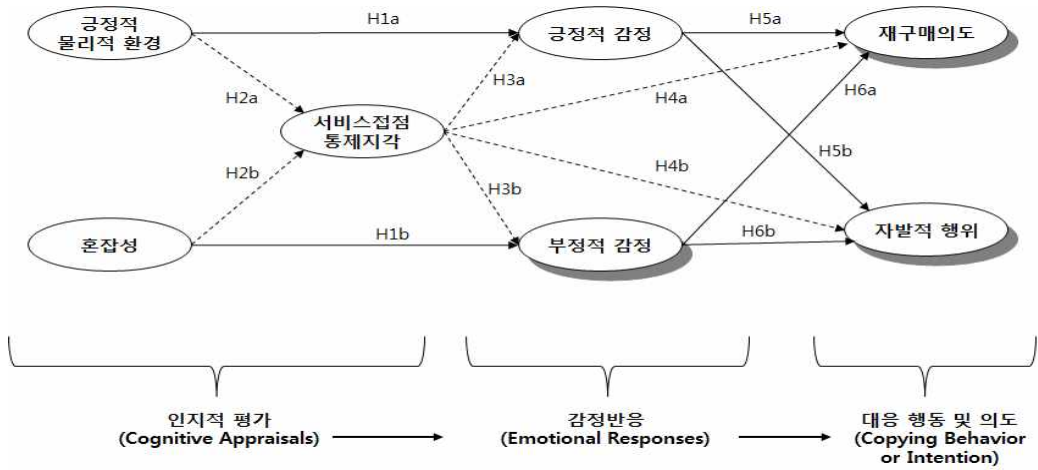 긍정적
물리적 환경
H1a
긍정적 감정
H5a
재구매의도
H2a
H3a
H4a
H6a
서비스접점
통제지각
H2b
H3b
H4b
H5b
혼잡성
H1b
부정적 감정
H6b
자발적 행위
인지적 평가
(Cognitive Appraisals)
감정반응
(Emotional Responses)
대응 행동 및 의도
(Copying Behavior
or Intention)